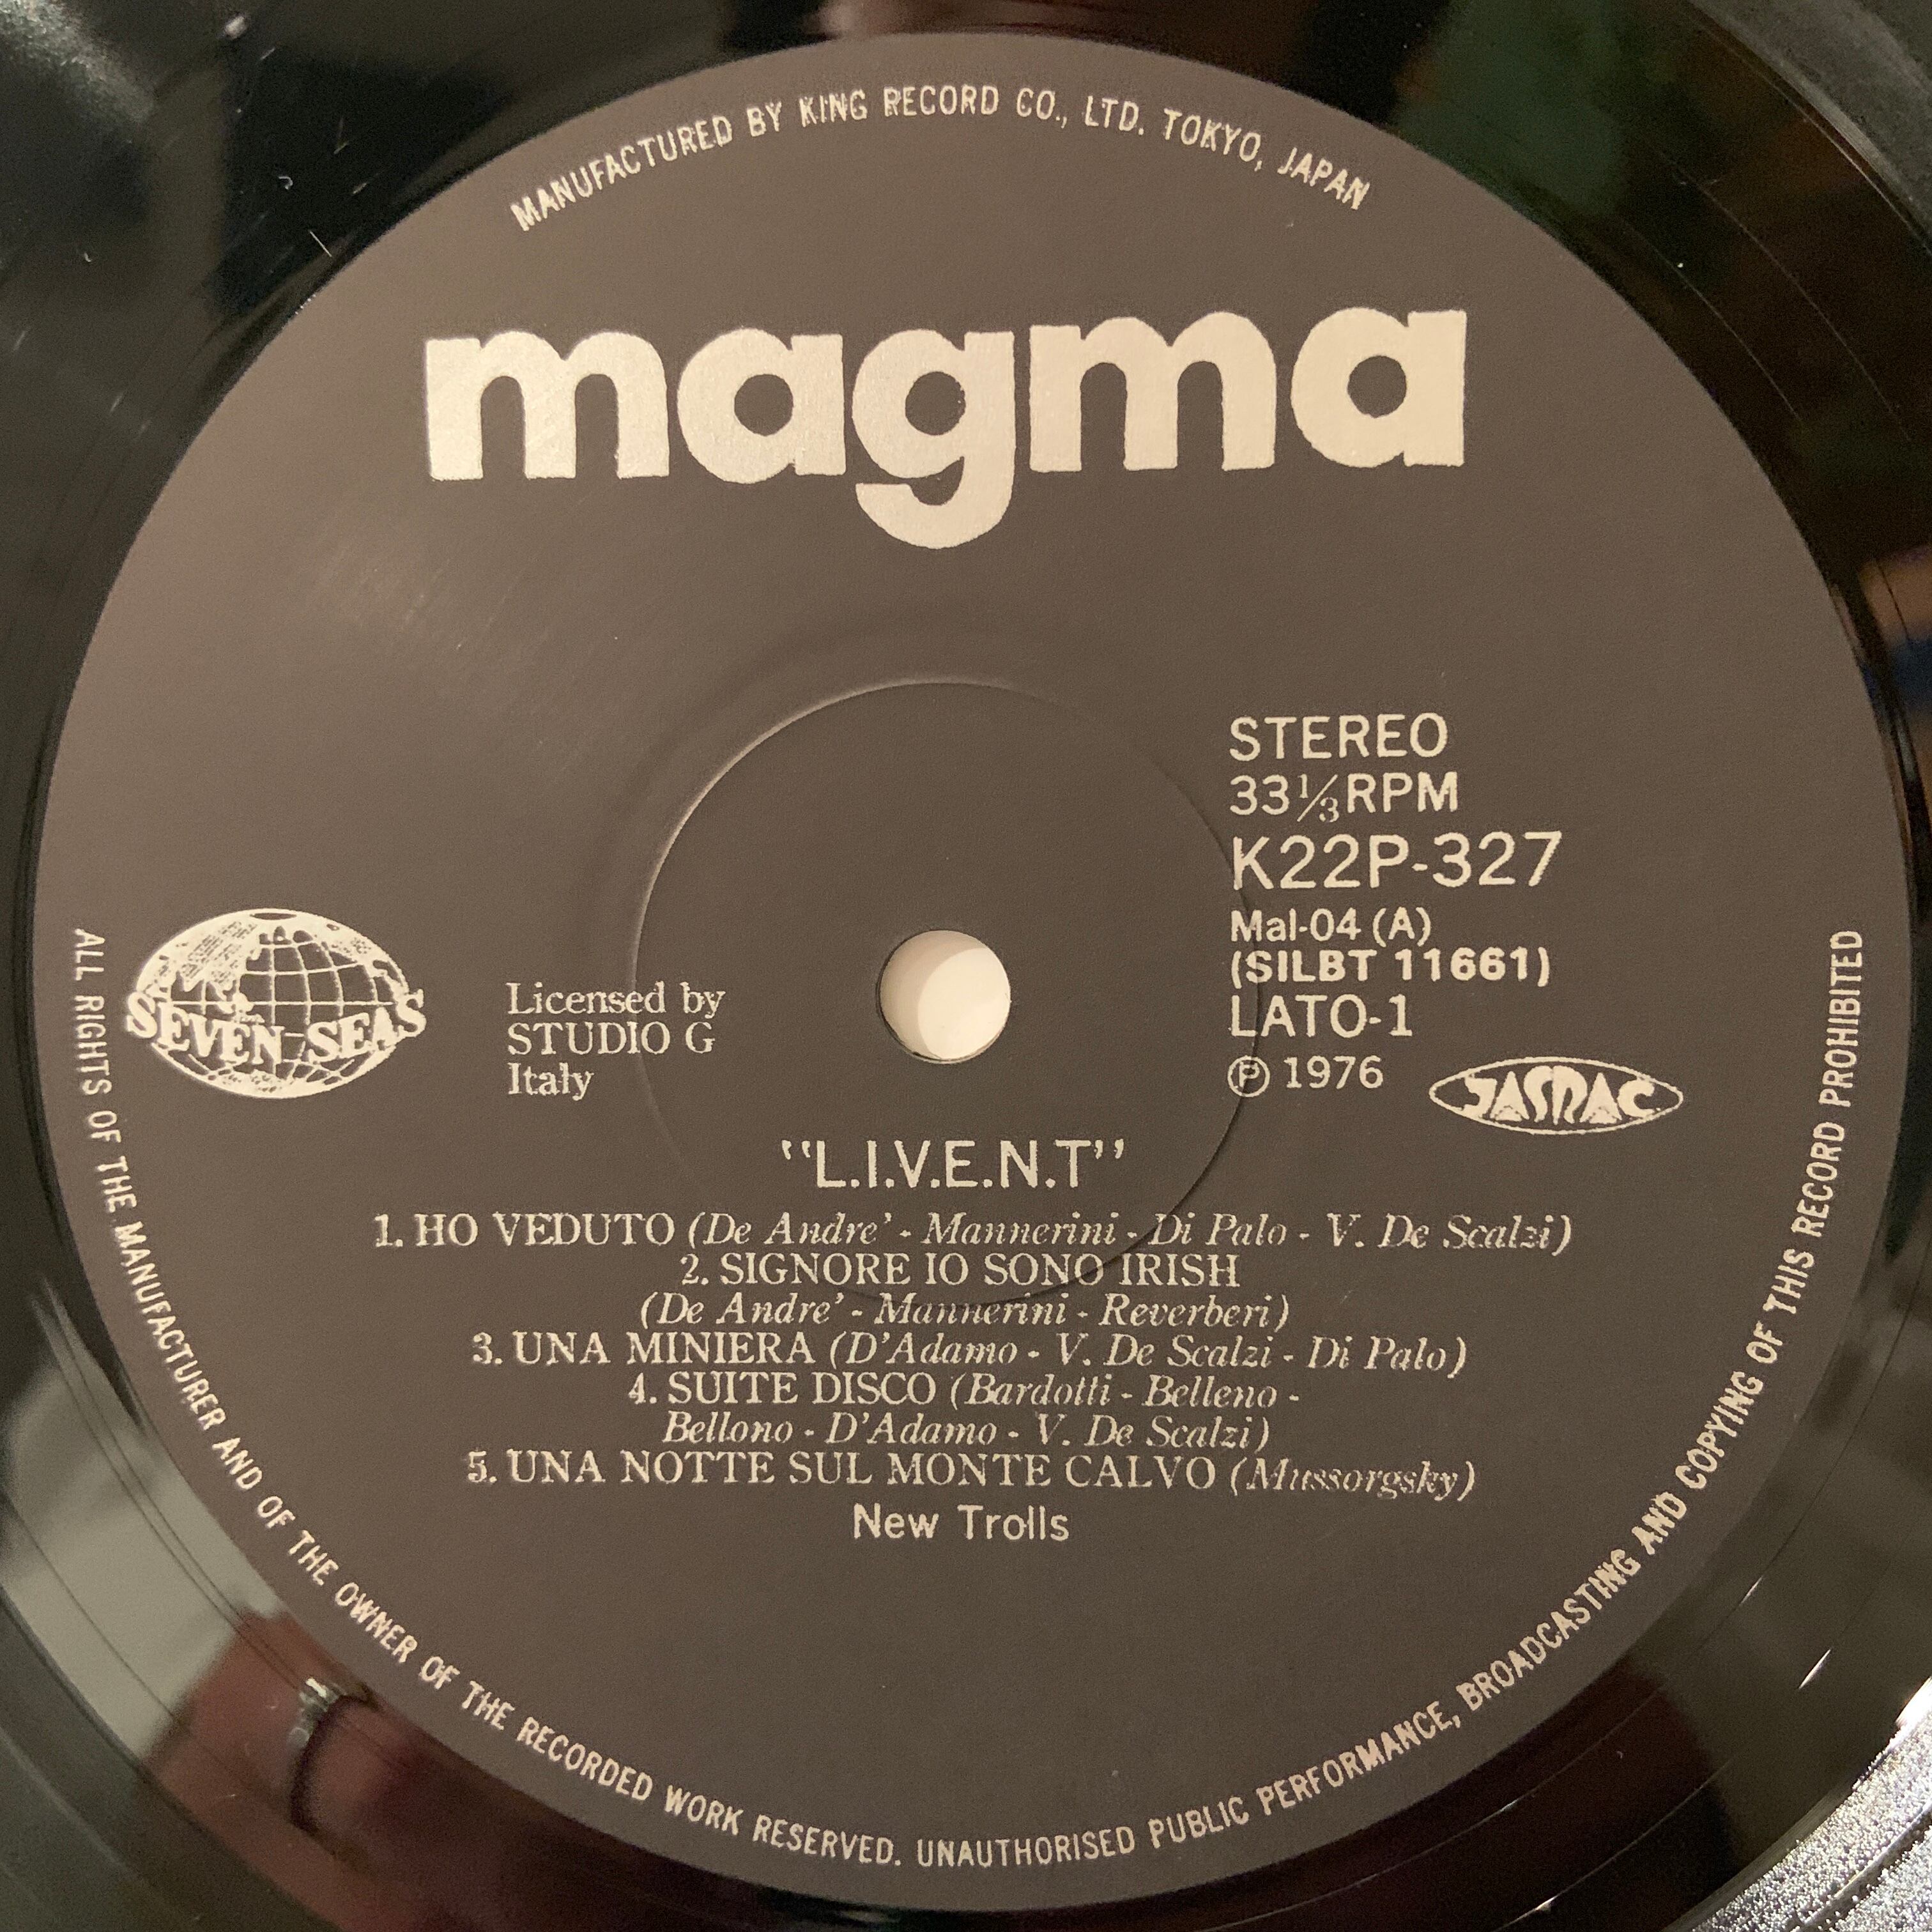 MANUFACTURED BY KING RECORD CO., LTD. TOKYO, JAPAN
magma
STEREO
33⅓RPM
K22P-327
Mal-04 (A)
(SILBT 11661)
LATO-1
Ⓟ 1976
JASRAC
SEVEN SEAS
Licensed by
STUDIO G
Italy
"L.I.V.E.N.T"
1. HO VEDUTO (De Andre' - Mannerini - Di Palo - V. De Scalzi)
2. SIGNORE IO SONO IRISH
(De Andre' - Mannerini - Reverberi)
3. UNA MINIERA (D'Adamo - V. De Scalzi - Di Palo)
4. SUITE DISCO (Bardotti - Belleno -
Bellono - D'Adamo - V. De Scalzi)
5. UNA NOTTE SUL MONTE CALVO (Mussorgsky)
New Trolls
ALL RIGHTS OF THE MANUFACTURER AND OF THE OWNER OF THE RECORDED WORK RESERVED. UNAUTHORISED PUBLIC PERFORMANCE, BROADCASTING AND COPYING OF THIS RECORD PROHIBITED